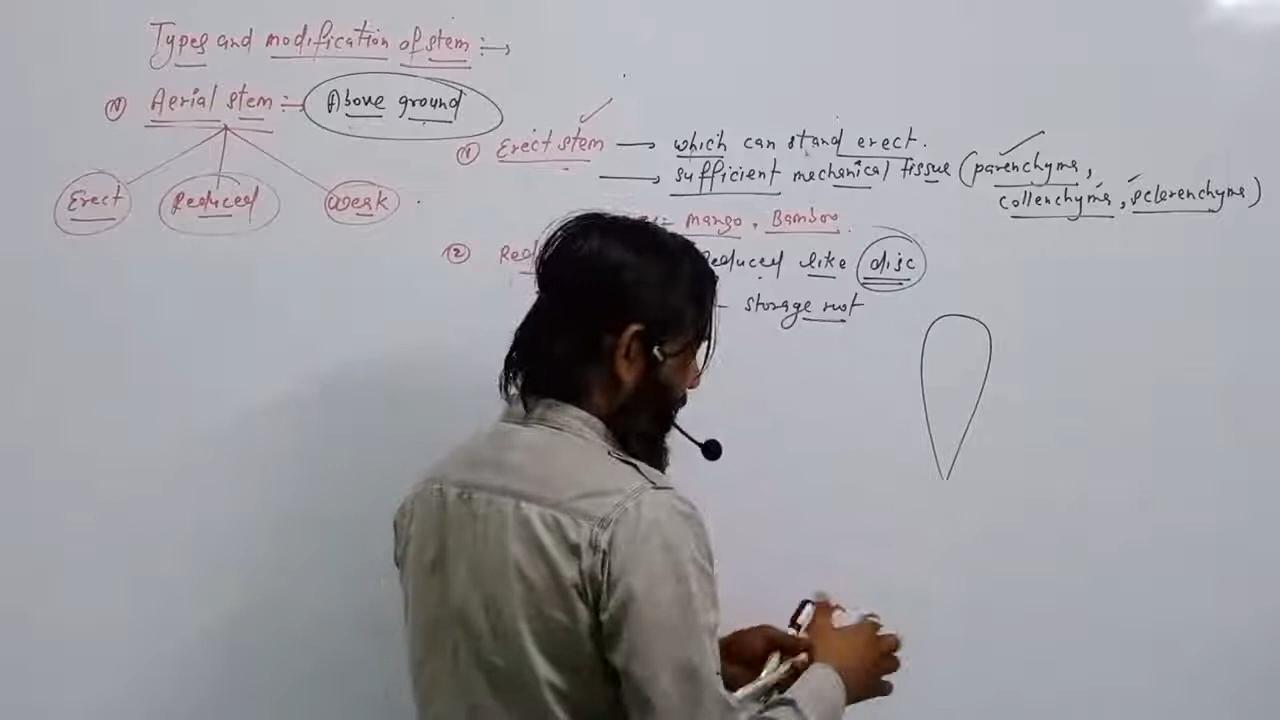 Types and modification of stem :→
① Aerial stem :→ Above ground
Erect Reduced Weak
① Erect stem → which can stand erect.
→ sufficient mechanical tissue (parenchyma,
collenchyma, sclerenchyma)
= Mango, Bamboo.
② Reduced like disc
- storage root